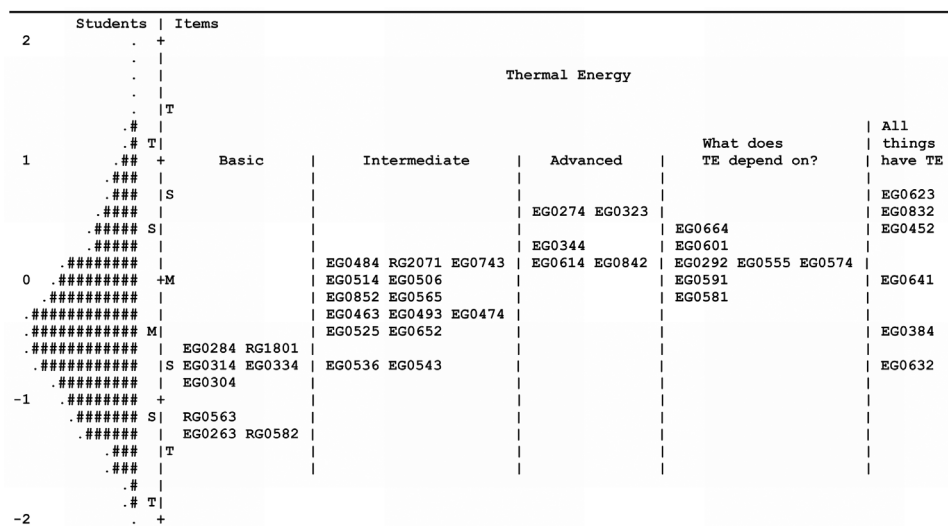 Students | Items
 2            .  +
              .  |
              .  |                                    Thermal Energy
              .  |
              .  |T
             .#  |                                                                                        | All
             .# T|                                                                    What does           | things
 1          .##  +     Basic      |     Intermediate      |    Advanced     |    TE depend on?       | have TE
           .###  |                |                       |                 |                        |
           .###  |S               |                       |                 |                        | EG0623
          .####  |                |                       | EG0274 EG0323 |                        | EG0832
         .##### S|                |                       |                 | EG0664                 | EG0452
         .#####  |                |                       | EG0344          | EG0601                 |
      .########  |                | EG0484 RG2071 EG0743 | EG0614 EG0842 | EG0292 EG0555 EG0574 |
 0   .#########  +M               | EG0514 EG0506         |                 | EG0591                 | EG0641
     .#########  |                | EG0852 EG0565         |                 | EG0581                 |
  .############  |                | EG0463 EG0493 EG0474 |                 |                        |
  .############ M|                | EG0525 EG0652         |                 |                        | EG0384
  .############  | EG0284 RG1801 |                       |                 |                        |
   .###########  |S EG0314 EG0334 | EG0536 EG0543         |                 |                        | EG0632
     .#########  | EG0304         |                       |                 |                        |
-1    .########  +                |                       |                 |                        |
       .####### S| RG0563         |                       |                 |                        |
        .######  | EG0263 RG0582 |                       |                 |                        |
           .###  |T               |                       |                 |                        |
           .###  |                |                       |                 |                        |
             .#  |
             .# T|
-2            .  +